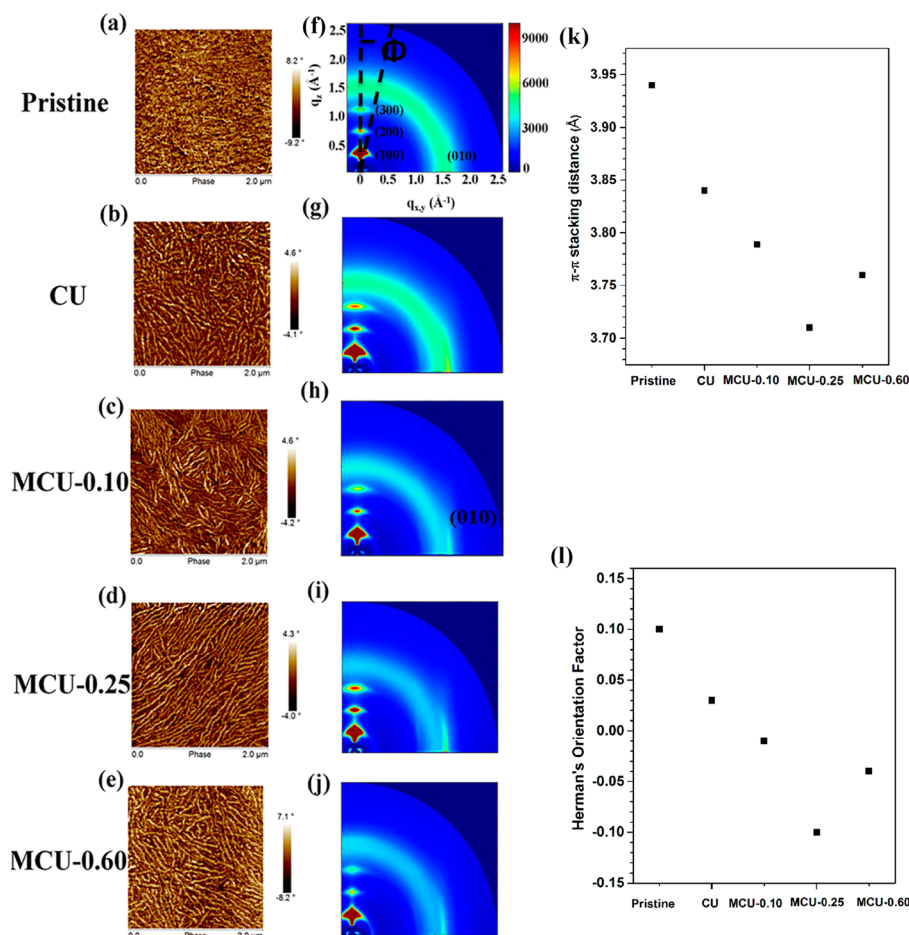 (a)
Pristine
8.2 °
-9.2 °
0.0 Phase 2.0 μm
(b)
CU
4.6 °
-4.1 °
0.0 Phase 2.0 μm
(c)
MCU-0.10
4.6 °
-4.2 °
0.0 Phase 2.0 μm
(d)
MCU-0.25
4.3 °
-4.0 °
0.0 Phase 2.0 μm
(e)
MCU-0.60
7.1 °
-8.2 °
0.0 Phase 2.0 μm
(f)
2.5
2.0
1.5
1.0
0.5
qz (Å-1)
Φ
(300)
(200)
(100)
(010)
0 0.5 1.0 1.5 2.0 2.5
qx,y (Å-1)
9000
6000
3000
0
(g)
(h)
(010)
(i)
(j)
(k)
3.95
3.90
3.85
3.80
3.75
3.70
π-π stacking distance (Å)
Pristine CU MCU-0.10 MCU-0.25 MCU-0.60
(l)
0.15
0.10
0.05
0.00
-0.05
-0.10
-0.15
Herman's Orientation Factor
Pristine CU MCU-0.10 MCU-0.25 MCU-0.60